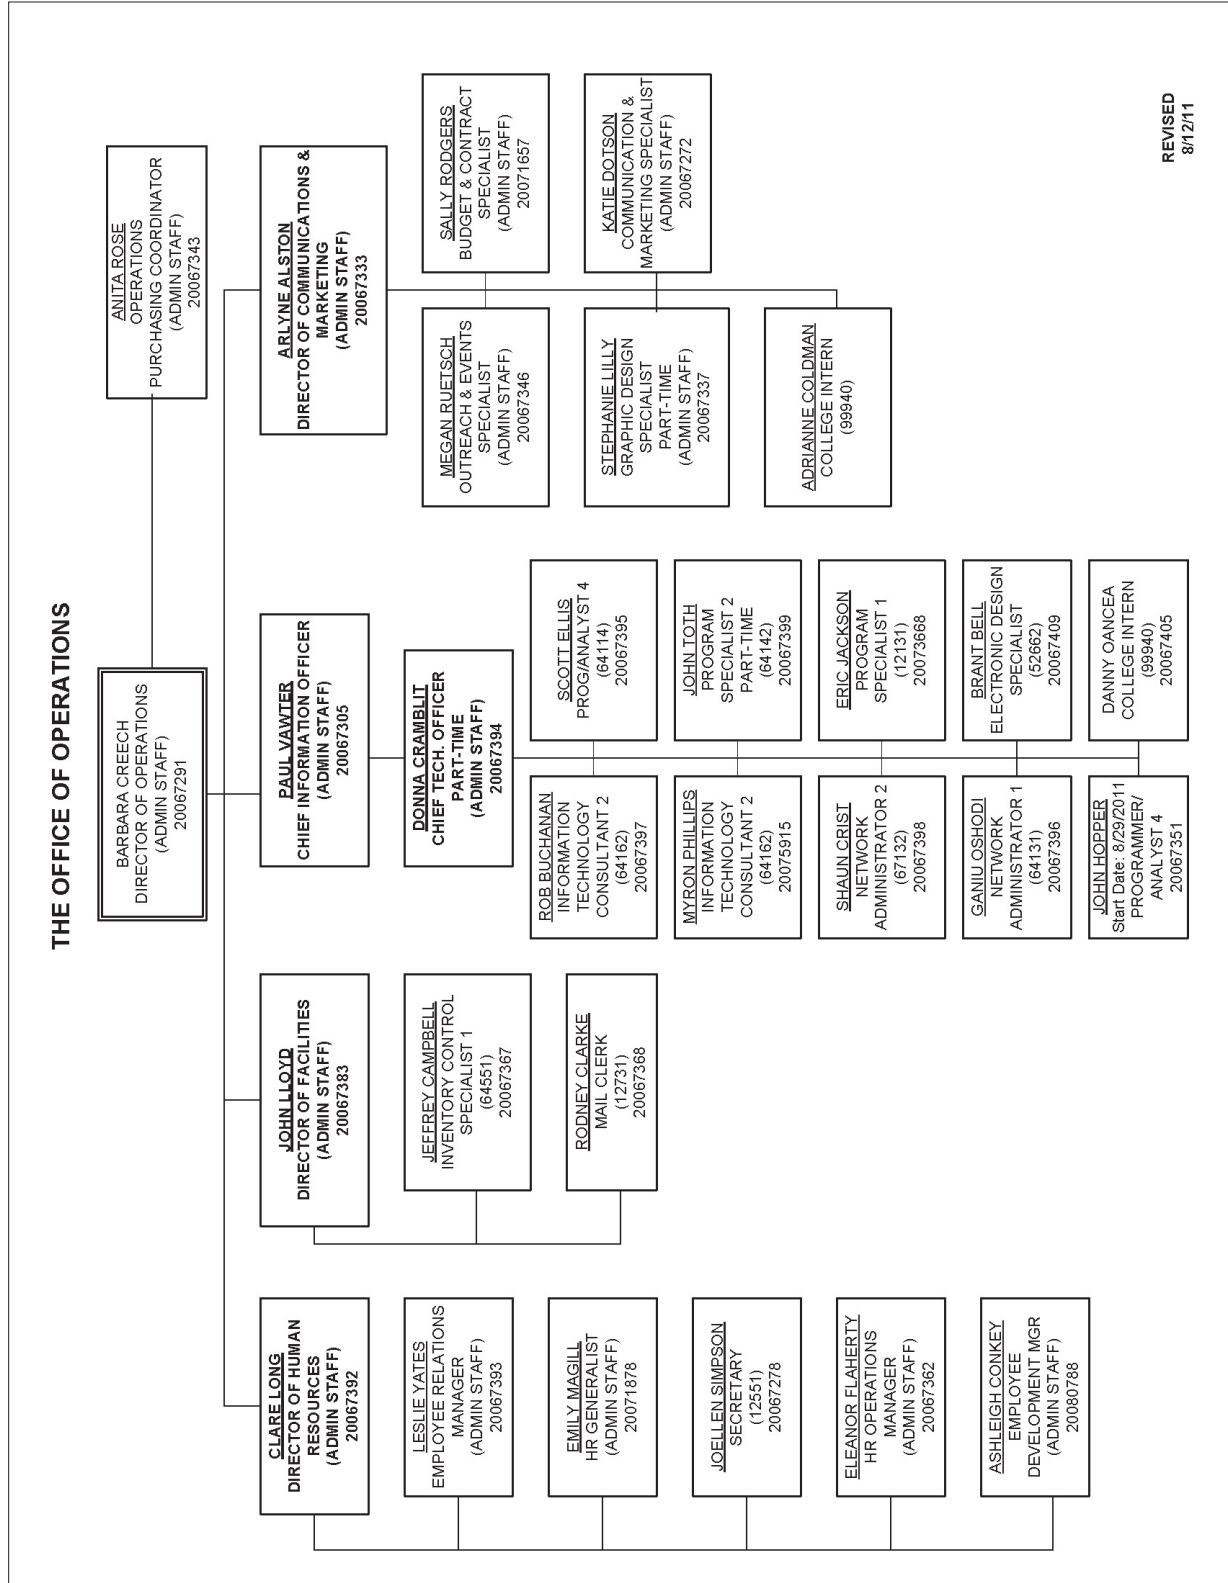 THE OFFICE OF OPERATIONS
BARBARA CREECH
DIRECTOR OF OPERATIONS
(ADMIN STAFF)
20067291
ANITA ROSE
OPERATIONS
PURCHASING COORDINATOR
(ADMIN STAFF)
20067343
CLARE LONG
DIRECTOR OF HUMAN
RESOURCES
(ADMIN STAFF)
20067392
LESLIE YATES
EMPLOYEE RELATIONS
MANAGER
(ADMIN STAFF)
20067393
EMILY MAGILL
HR GENERALIST
(ADMIN STAFF)
20071878
JOELLEN SIMPSON
SECRETARY
(12551)
20067278
ELEANOR FLAHERTY
HR OPERATIONS
MANAGER
(ADMIN STAFF)
20067362
ASHLEIGH CONKEY
EMPLOYEE
DEVELOPMENT MGR
(ADMIN STAFF)
20080788
JOHN LLOYD
DIRECTOR OF FACILITIES
(ADMIN STAFF)
20067383
JEFFREY CAMPBELL
INVENTORY CONTROL
SPECIALIST 1
(64551)
20067367
RODNEY CLARKE
MAIL CLERK
(12731)
20067368
PAUL VAWTER
CHIEF INFORMATION OFFICER
(ADMIN STAFF)
20067305
DONNA CRAMBLIT
CHIEF TECH. OFFICER
PART-TIME
(ADMIN STAFF)
20067394
ROB BUCHANAN
INFORMATION
TECHNOLOGY
CONSULTANT 2
(64162)
20067397
SCOTT ELLIS
PROG/ANALYST 4
(64114)
20067395
MYRON PHILLIPS
INFORMATION
TECHNOLOGY
CONSULTANT 2
(64162)
20075915
JOHN TOTH
PROGRAM
SPECIALIST 2
PART-TIME
(64142)
20067399
SHAUN CRIST
NETWORK
ADMINISTRATOR 2
(67132)
20067398
ERIC JACKSON
PROGRAM
SPECIALIST 1
(12131)
20073668
GANIU OSHODI
NETWORK
ADMINISTRATOR 1
(64131)
20067396
BRANT BELL
ELECTRONIC DESIGN
SPECIALIST
(52662)
20067409
JOHN HOPPER
Start Date: 8/29/2011
PROGRAMMER/
ANALYST 4
20067351
DANNY OANCEA
COLLEGE INTERN
(99940)
20067405
ARLYNE ALSTON
DIRECTOR OF COMMUNICATIONS &
MARKETING
(ADMIN STAFF)
20067333
MEGAN RUETSCH
OUTREACH & EVENTS
SPECIALIST
(ADMIN STAFF)
20067346
SALLY RODGERS
BUDGET & CONTRACT
SPECIALIST
(ADMIN STAFF)
20071657
STEPHANIE LILLY
GRAPHIC DESIGN
SPECIALIST
PART-TIME
(ADMIN STAFF)
20067337
KATIE DOTSON
COMMUNICATION &
MARKETING SPECIALIST
(ADMIN STAFF)
20067272
ADRIANNE COLDMAN
COLLEGE INTERN
(99940)
REVISED
8/12/11